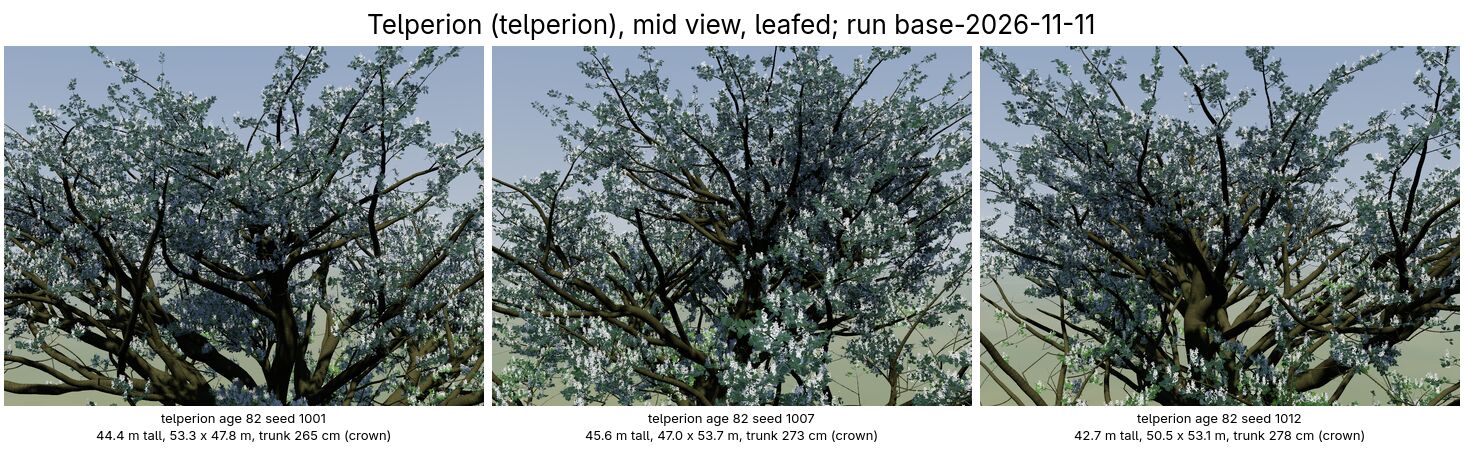 Telperion (telperion), mid view, leafed; run base-2026-11-11
telperion age 82 seed 1001
44.4 m tall, 53.3 x 47.8 m, trunk 265 cm (crown)
telperion age 82 seed 1007
45.6 m tall, 47.0 x 53.7 m, trunk 273 cm (crown)
telperion age 82 seed 1012
42.7 m tall, 50.5 x 53.1 m, trunk 278 cm (crown)